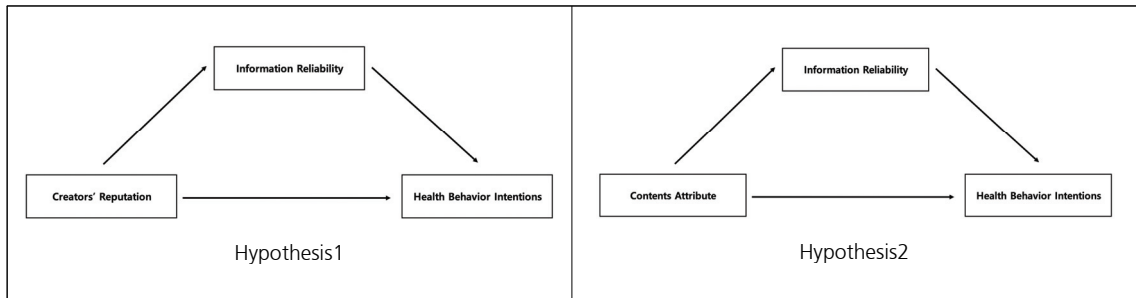 Information Reliability
Creators' Reputation
Health Behavior Intentions
Hypothesis1
Information Reliability
Contents Attribute
Health Behavior Intentions
Hypothesis2